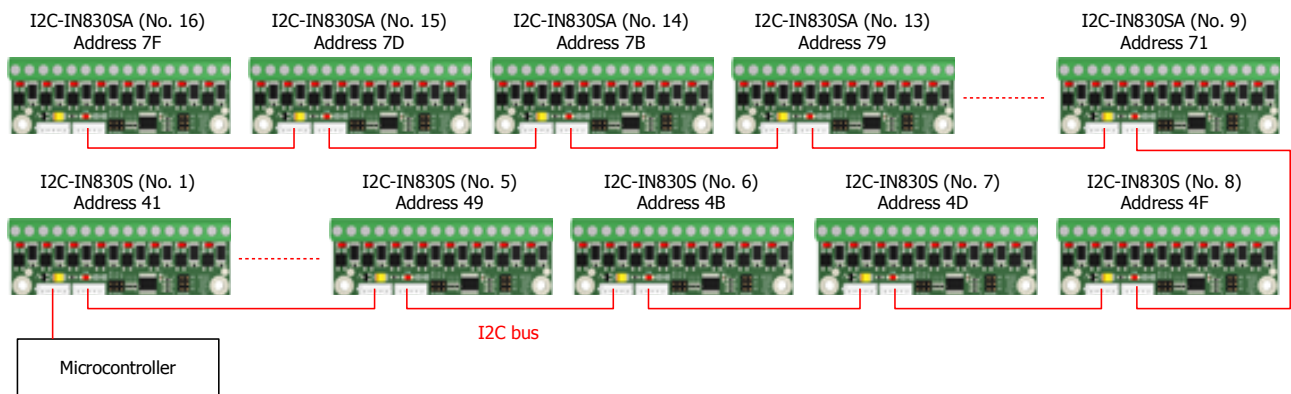 I2C-IN830SA (No. 16)
Address 7F
I2C-IN830SA (No. 15)
Address 7D
I2C-IN830SA (No. 14)
Address 7B
I2C-IN830SA (No. 13)
Address 79
I2C-IN830SA (No. 9)
Address 71
I2C-IN830S (No. 1)
Address 41
I2C-IN830S (No. 5)
Address 49
I2C-IN830S (No. 6)
Address 4B
I2C-IN830S (No. 7)
Address 4D
I2C-IN830S (No. 8)
Address 4F
I2C bus
Microcontroller